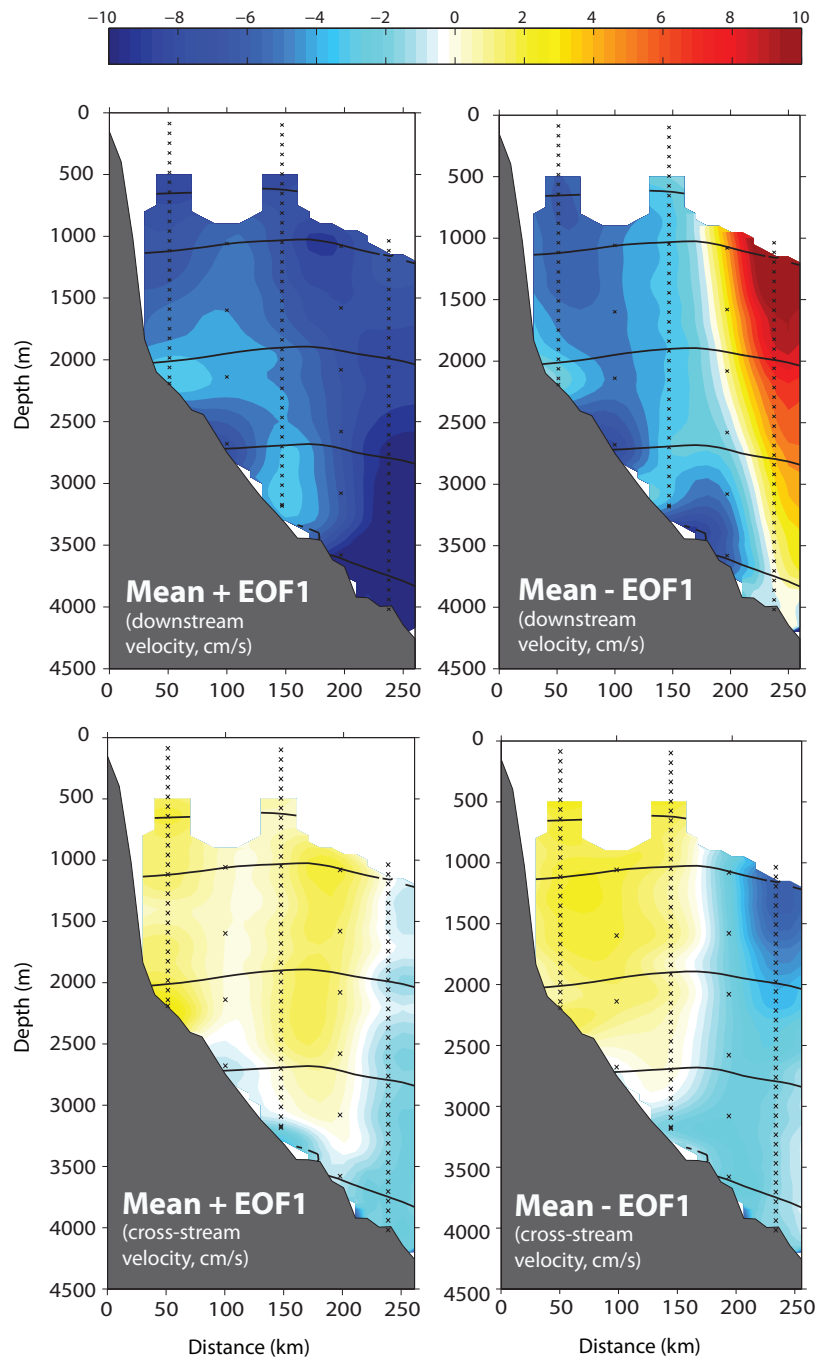 −10 −8 −6 −4 −2 0 2 4 6 8 10
0
500
1000
1500
2000
2500
3000
3500
4000
4500
Depth (m)
0 50 100 150 200 250
Mean + EOF1
(downstream
velocity, cm/s)
0
500
1000
1500
2000
2500
3000
3500
4000
4500
0 50 100 150 200 250
Mean - EOF1
(downstream
velocity, cm/s)
0
500
1000
1500
2000
2500
3000
3500
4000
4500
Depth (m)
0 50 100 150 200 250
Distance (km)
Mean + EOF1
(cross-stream
velocity, cm/s)
0
500
1000
1500
2000
2500
3000
3500
4000
4500
0 50 100 150 200 250
Distance (km)
Mean - EOF1
(cross-stream
velocity, cm/s)